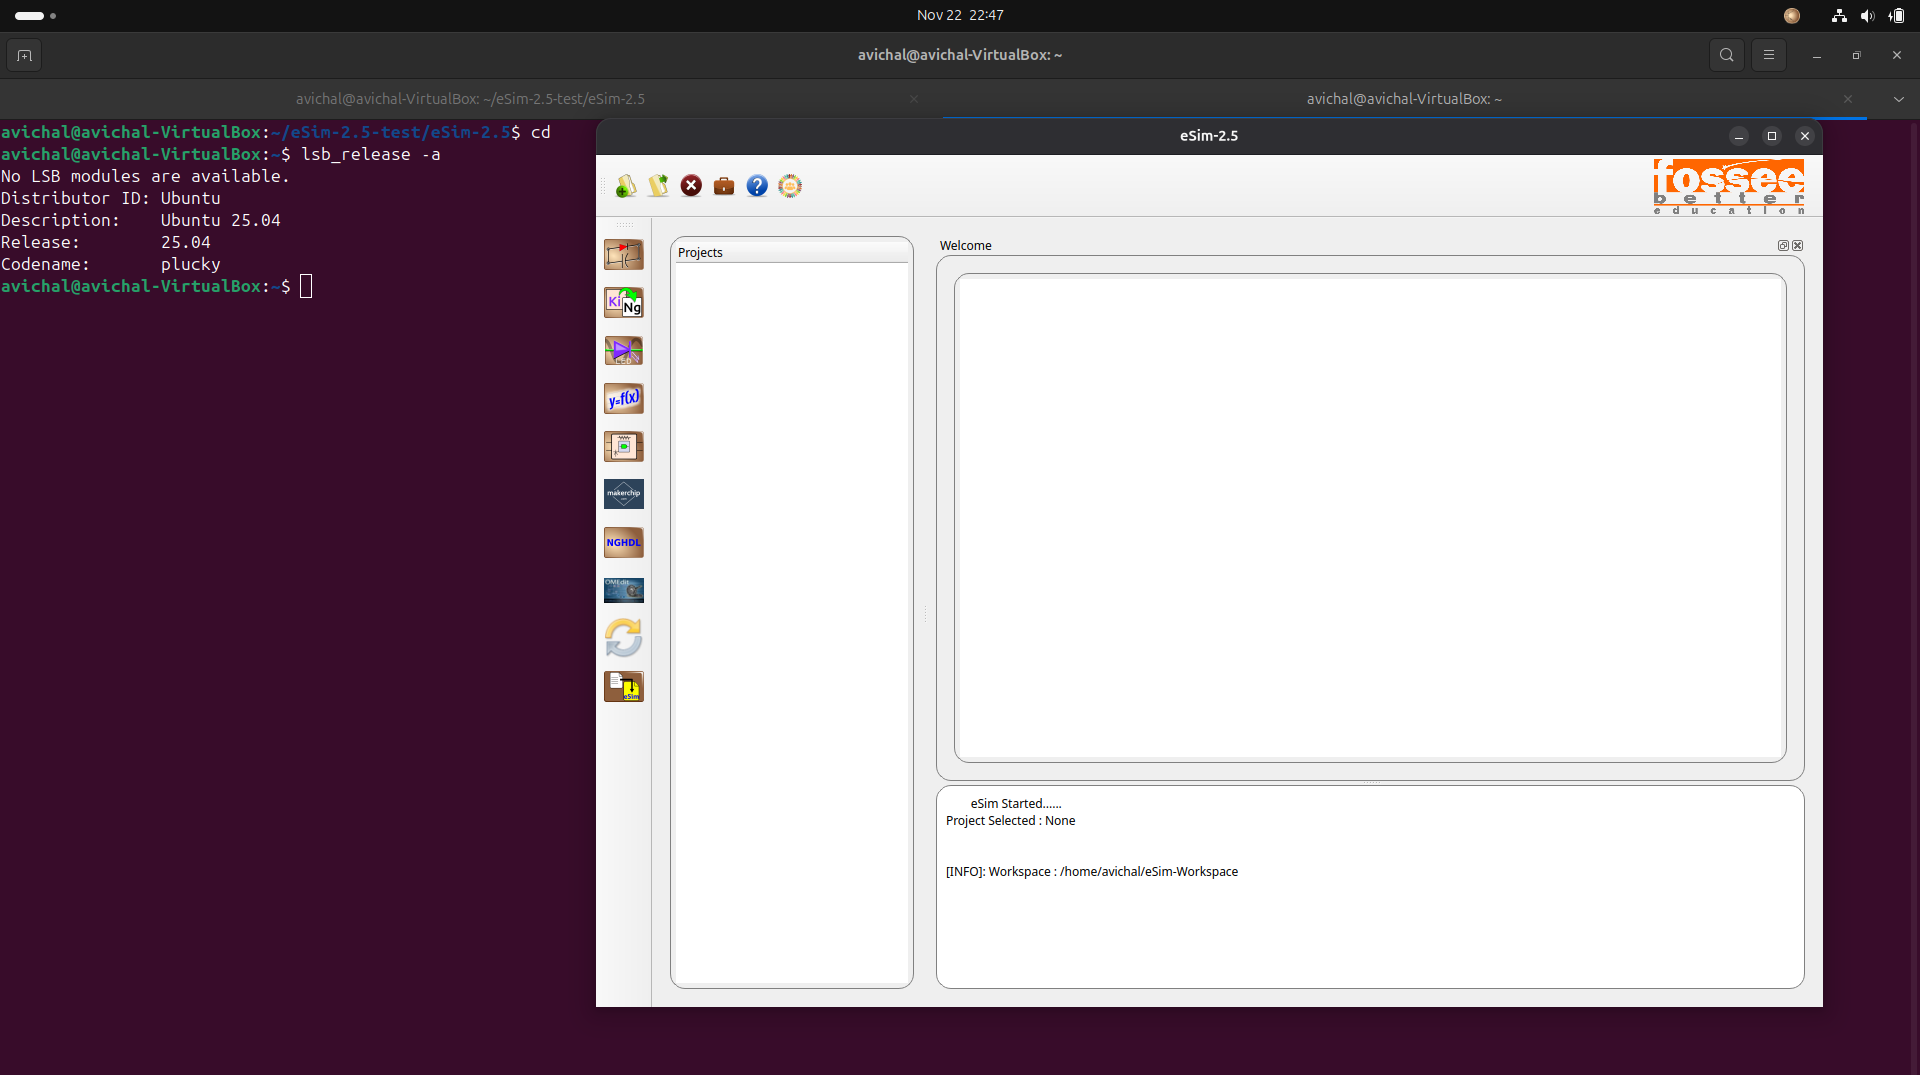 Nov 22 22:47
avichal@avichal-VirtualBox: ~
avichal@avichal-VirtualBox: ~/eSim-2.5-test/eSim-2.5
avichal@avichal-VirtualBox: ~
avichal@avichal-VirtualBox:~/eSim-2.5-test/eSim-2.5$ cd
avichal@avichal-VirtualBox:~$ lsb_release -a
No LSB modules are available.
Distributor ID: Ubuntu
Description:    Ubuntu 25.04
Release:        25.04
Codename:       plucky
avichal@avichal-VirtualBox:~$
eSim-2.5
fossee
better
education
Ki
Ng
y=f(x)
makerchip
NGHDL
OMEdit
eSim
Projects
Welcome
eSim Started......
Project Selected : None
[INFO]: Workspace : /home/avichal/eSim-Workspace